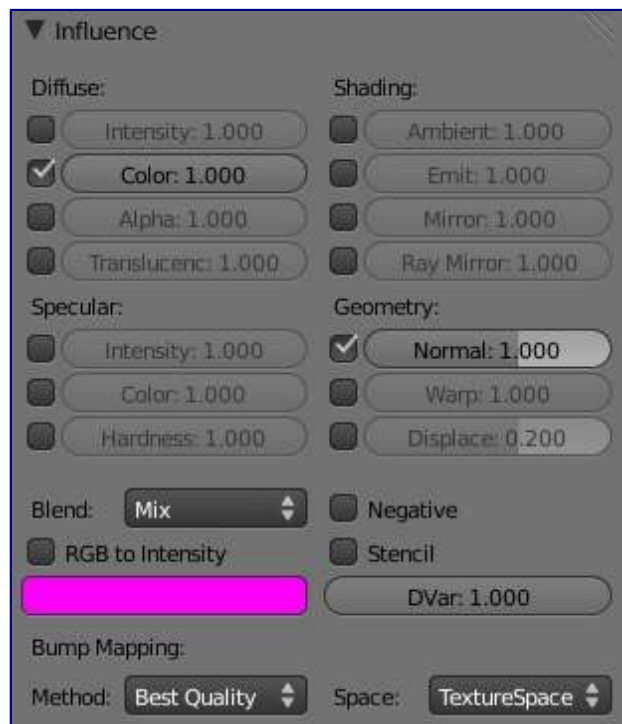 Influence
Diffuse: Shading:
Intensity: 1.000 Ambient: 1.000
Color: 1.000 Emit: 1.000
Alpha: 1.000 Mirror: 1.000
Translucenc: 1.000 Ray Mirror: 1.000
Specular: Geometry:
Intensity: 1.000 Normal: 1.000
Color: 1.000 Warp: 1.000
Hardness: 1.000 Displace: 0.200
Blend: Mix Negative
RGB to Intensity Stencil
DVar: 1.000
Bump Mapping:
Method: Best Quality Space: TextureSpace